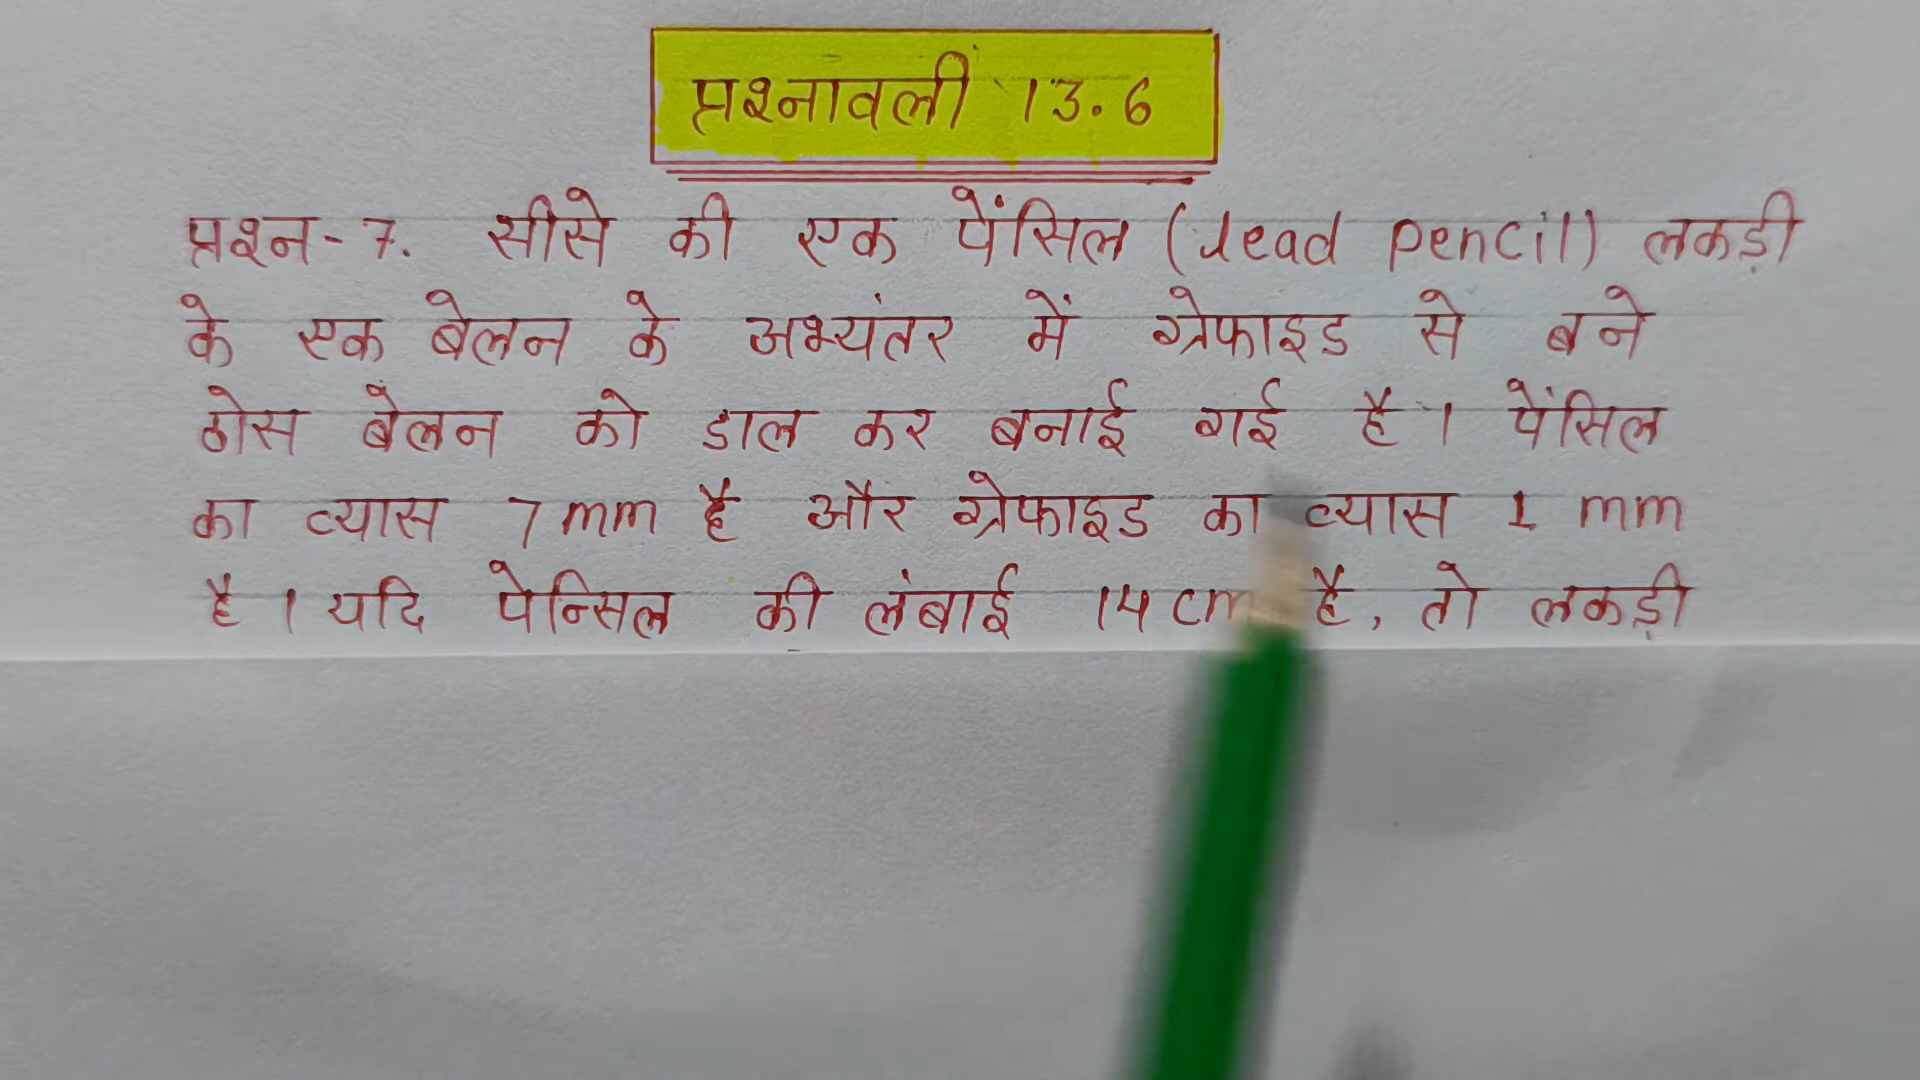 प्रश्नावली 13.6
प्रश्न-7. सीसे की एक पेंसिल (lead pencil) लकड़ी
के एक बेलन के अभ्यंतर में ग्रेफाइड से बने
ठोस बेलन को डाल कर बनाई गई है। पेंसिल
का व्यास 7 mm है और ग्रेफाइड का व्यास 1 mm
है। यदि पेन्सिल की लंबाई 14 cm है, तो लकड़ी